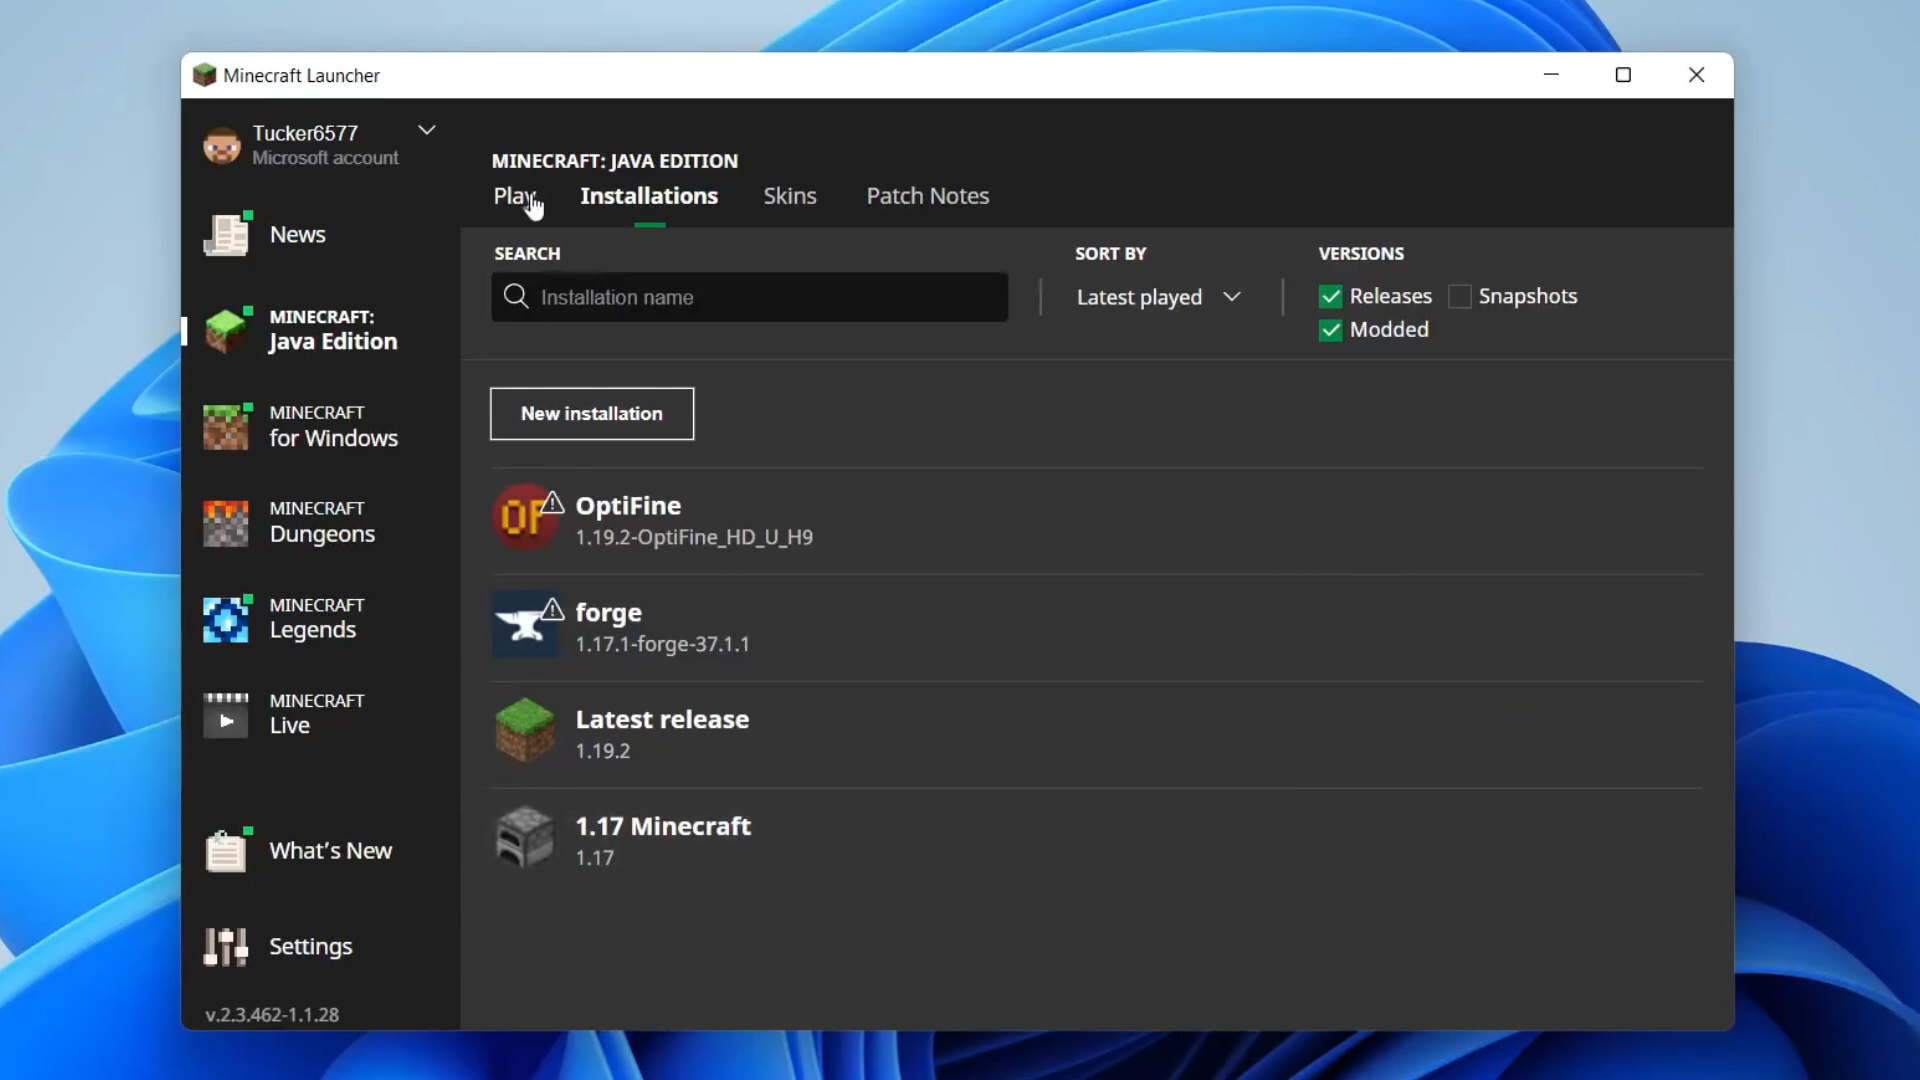 Minecraft Launcher
Tucker6577
Microsoft account
News
MINECRAFT:
Java Edition
MINECRAFT
for Windows
MINECRAFT
Dungeons
MINECRAFT
Legends
MINECRAFT
Live
What's New
Settings
v.2.3.462-1.1.28
MINECRAFT: JAVA EDITION
Play Installations Skins Patch Notes
SEARCH
Installation name
SORT BY
Latest played
VERSIONS
Releases Snapshots
Modded
New installation
OF
OptiFine
1.19.2-OptiFine_HD_U_H9
forge
1.17.1-forge-37.1.1
Latest release
1.19.2
1.17 Minecraft
1.17